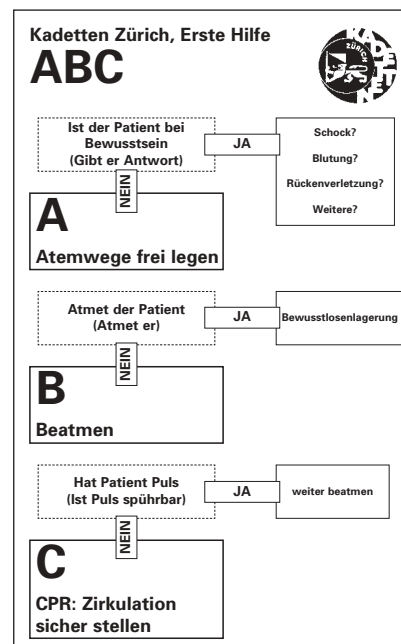 Kadetten Zürich, Erste Hilfe
ABC
KADETTEN
ZÜRICH
Ist der Patient bei
Bewusstsein
(Gibt er Antwort)
JA
Schock?
Blutung?
Rückenverletzung?
Weitere?
NEIN
A
Atemwege frei legen
Atmet der Patient
(Atmet er)
JA
Bewusstlosenlagerung
NEIN
B
Beatmen
Hat Patient Puls
(Ist Puls spührbar)
JA
weiter beatmen
NEIN
C
CPR: Zirkulation
sicher stellen